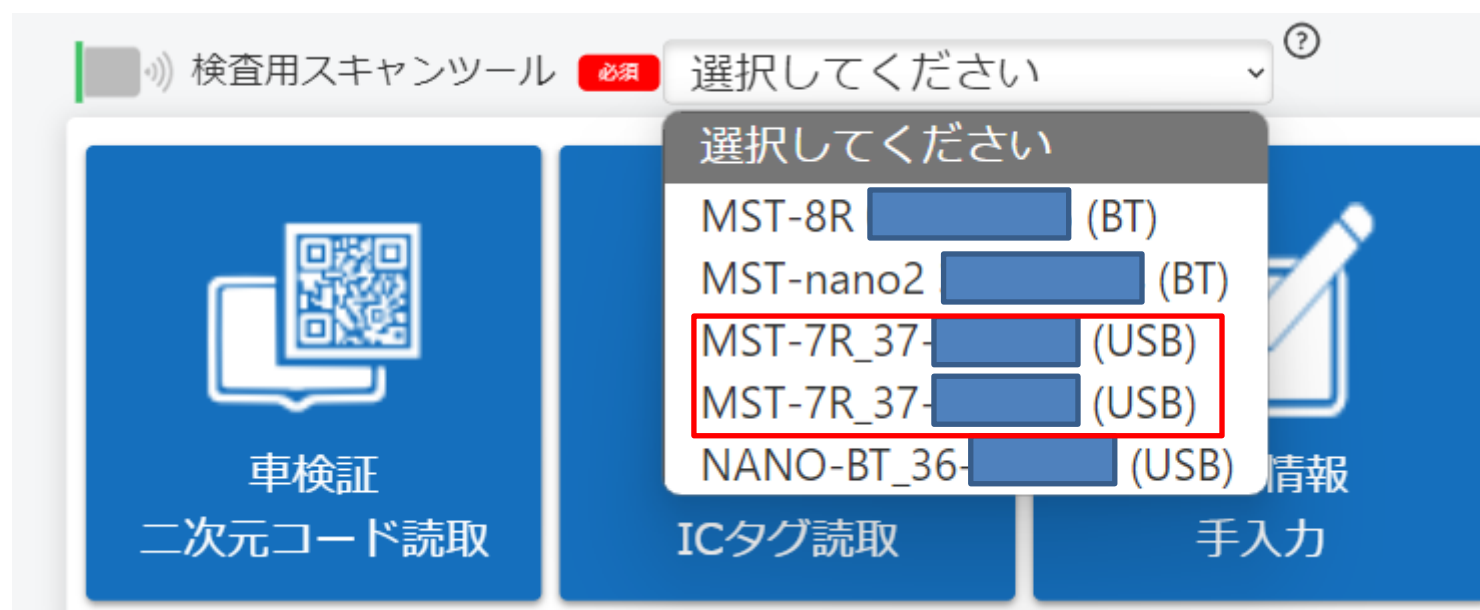 検査用スキャンツール 必須 選択してください ?
選択してください
MST-8R (BT)
MST-nano2 (BT)
MST-7R_37- (USB)
MST-7R_37- (USB)
NANO-BT_36- (USB)
車検証
二次元コード読取
ICタグ読取
情報
手入力